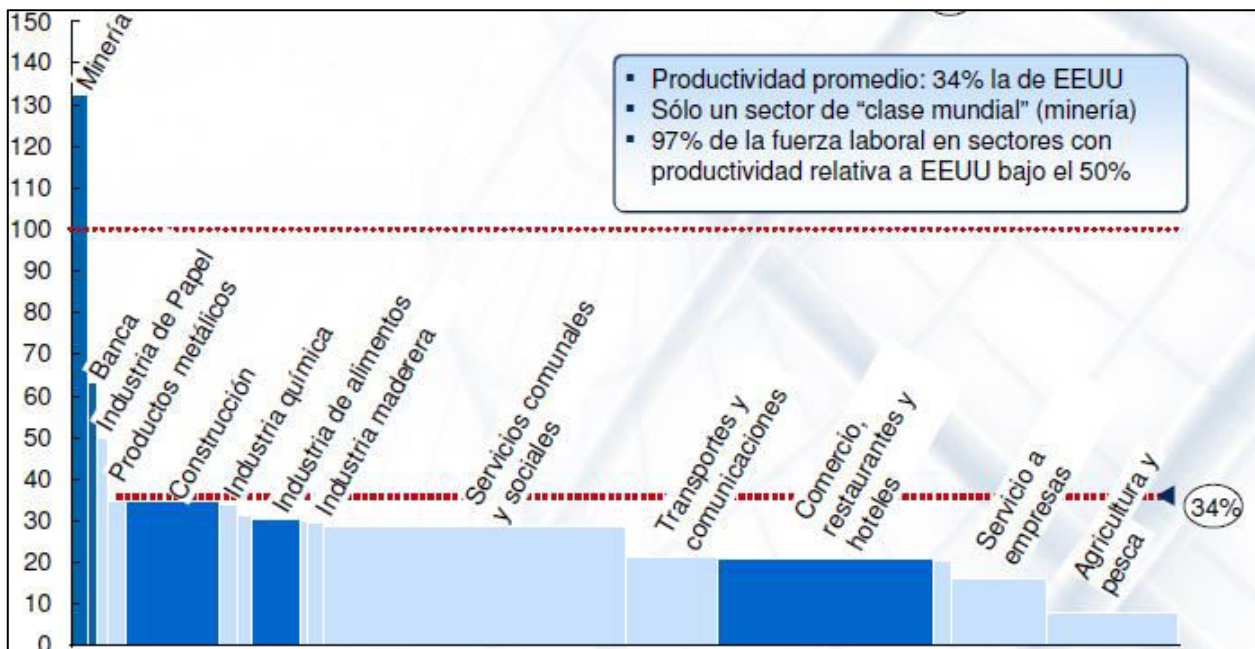 150
140
130
120
110
100
90
80
70
60
50
40
30
20
10
0
Minería
Banca
Industria de Papel
Productos metálicos
Construcción
Industria química
Industria de alimentos
Industria maderera
Servicios comunales
y sociales
Transportes y
comunicaciones
Comercio,
restaurantes y
hoteles
Servicio a
empresas
Agricultura y
pesca
▪ Productividad promedio: 34% la de EEUU
▪ Sólo un sector de “clase mundial” (minería)
▪ 97% de la fuerza laboral en sectores con
productividad relativa a EEUU bajo el 50%
34%